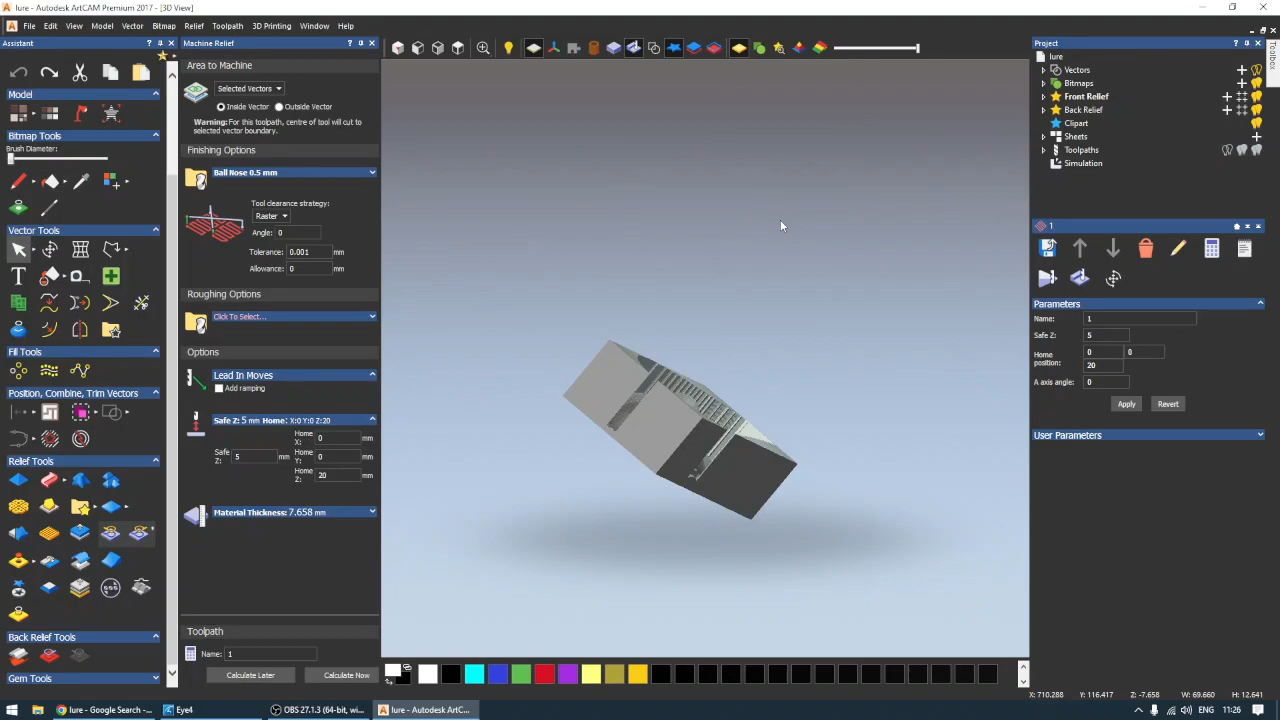 lure - Autodesk ArtCAM Premium 2017 - [3D View]
File Edit View Model Vector Bitmap Relief Toolpath 3D Printing Window Help
Assistant
Machine Relief
Project
Toolbox
Model
Bitmap Tools
Brush Diameter:
Vector Tools
Fill Tools
Position, Combine, Trim Vectors
Relief Tools
Back Relief Tools
Gem Tools
Area to Machine
Selected Vectors
Inside Vector Outside Vector
Warning: For this toolpath, centre of tool will cut to
selected vector boundary.
Finishing Options
Ball Nose 0.5 mm
Tool clearance strategy:
Raster
Angle: 0
Tolerance: 0.001 mm
Allowance: 0 mm
Roughing Options
Click To Select...
Options
Lead In Moves
Add ramping
Safe Z: 5 mm Home: X:0 Y:0 Z:20
Home X: 0 mm
Safe Z: 5 mm Home Y: 0 mm
Home Z: 20 mm
Material Thickness: 7.658 mm
Toolpath
Name: 1
Calculate Later Calculate Now
lure
Vectors
Bitmaps
Front Relief
Back Relief
Clipart
Sheets
Toolpaths
Simulation
1
Parameters
Name: 1
Safe Z: 5
Home position: 0 0
20
A axis angle: 0
Apply Revert
User Parameters
X: 710.288 Y: 116.417 Z: -7.658 W: 69.660 H: 12.641
lure - Google Search -... Eye4 OBS 27.1.3 (64-bit, wi... lure - Autodesk ArtC... ENG 11:26